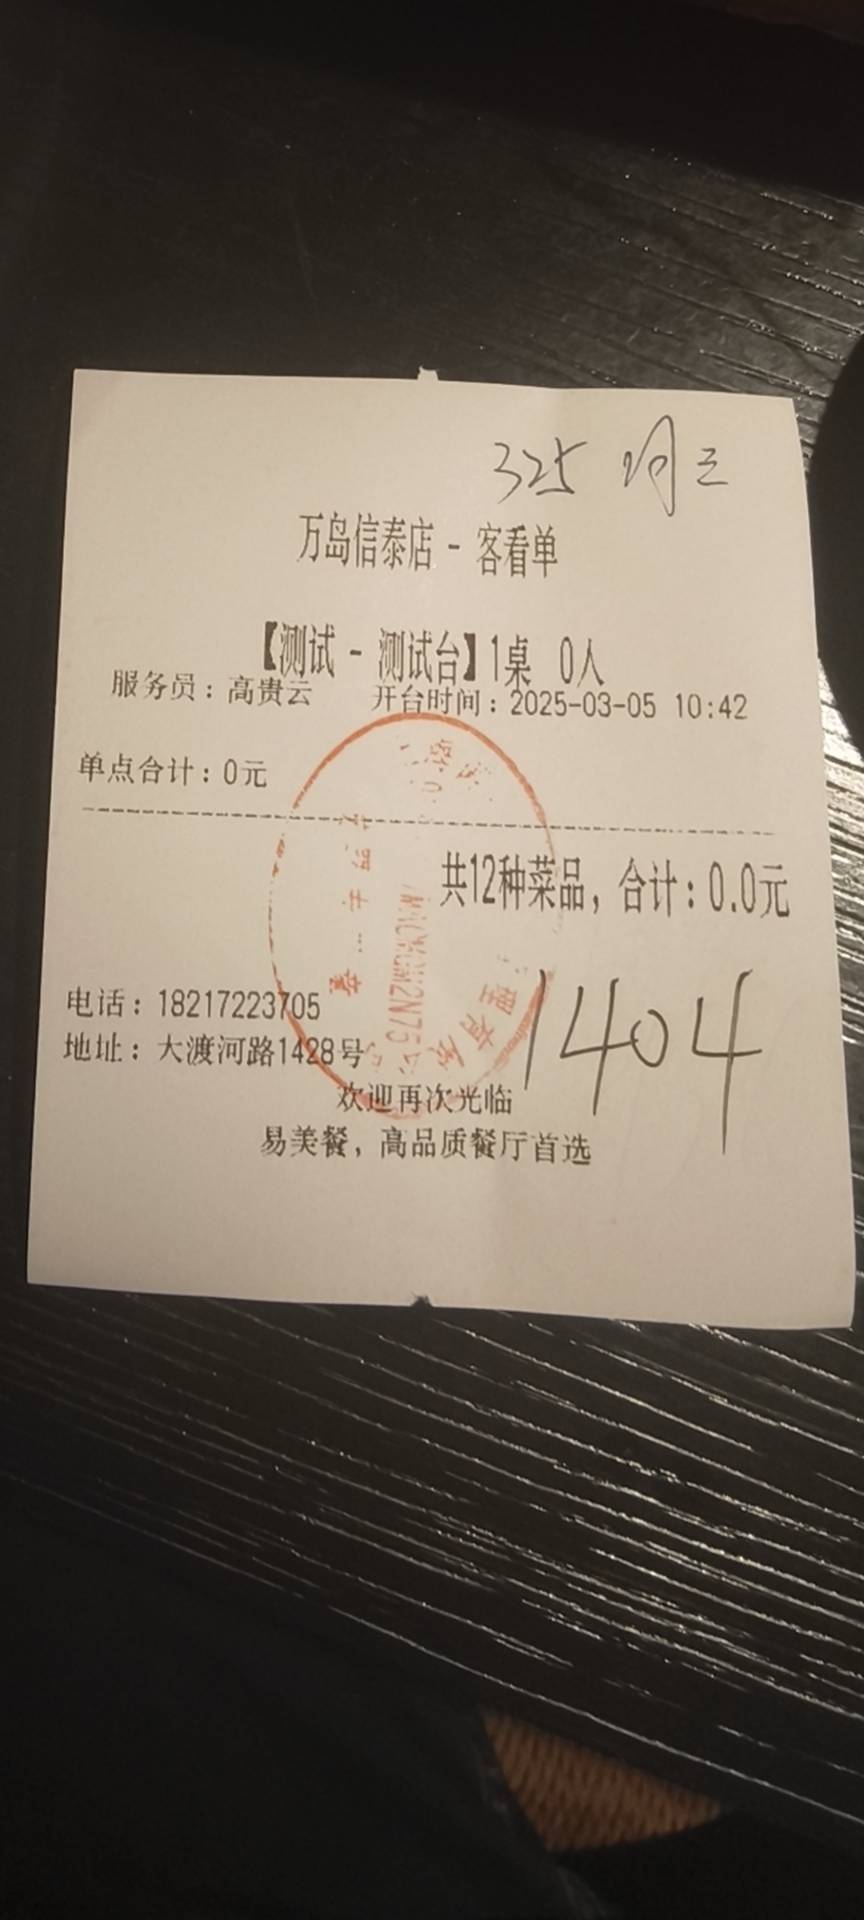 325 周三
万岛信泰店 - 客看单
【测试 - 测试台】1桌 0人
服务员：高贵云 开台时间：2025-03-05 10:42
单点合计：0元
共12种菜品，合计：0.0元
1404
电话：18217223705
地址：大渡河路1428号
欢迎再次光临
易美餐，高品质餐厅首选